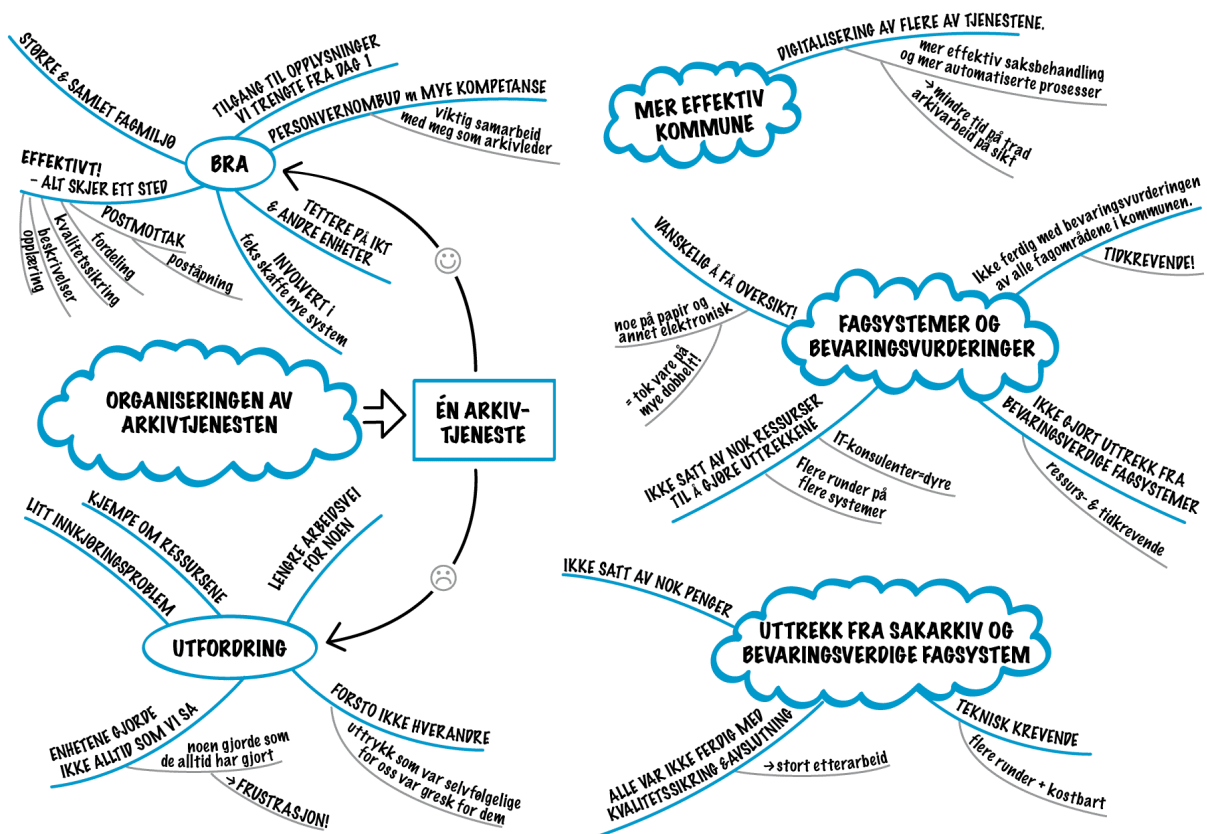 STØRRE & SAMLET FAGMILJØ
TILGANG TIL OPPLYSNINGER
VI TRENGTE FRA DAG 1
PERSONVERNOMBUD m MYE KOMPETANSE
viktig samarbeid
med meg som arkivleder
BRA
EFFEKTIVT!
– ALT SKJER ETT STED
opplæring
beskrivelser
kvalitetssikring
fordeling
POSTMOTTAK
poståpning
TETTERE PÅ IKT
& ANDRE ENHETER
INVOLVERT i
feks skaffe nye system
ORGANISERINGEN AV
ARKIVTJENESTEN
ÉN ARKIV-
TJENESTE
LITT INNKJØRINGSPROBLEM
KJEMPE OM RESSURSENE
LENGRE ARBEIDSVEI
FOR NOEN
UTFORDRING
ENHETENE GJORDE
IKKE ALLTID SOM VI SA
noen gjorde som
de alltid har gjort
→ FRUSTRASJON!
FORSTO IKKE HVERANDRE
uttrykk som var selvfølgelige
for oss var gresk for dem
MER EFFEKTIV
KOMMUNE
DIGITALISERING AV FLERE AV TJENESTENE.
mer effektiv saksbehandling
og mer automatiserte prosesser
→ mindre tid på trad
arkivarbeid på sikt
VANSKELIG Å FÅ OVERSIKT!
noe på papir og
annet elektronisk
= tok vare på
mye dobbelt!
Ikke ferdig med bevaringsvurderingen
av alle fagområdene i kommunen.
TIDKREVENDE!
FAGSYSTEMER OG
BEVARINGSVURDERINGER
IKKE SATT AV NOK RESSURSER
TIL Å GJØRE UTTREKKENE
IT-konsulenter=dyre
Flere runder på
flere systemer
IKKE GJORT UTTREKK FRA
BEVARINGSVERDIGE FAGSYSTEMER
ressurs- & tidkrevende
IKKE SATT AV NOK PENGER
UTTREKK FRA SAKARKIV OG
BEVARINGSVERDIGE FAGSYSTEM
ALLE VAR IKKE FERDIG MED
KVALITETSSIKRING &AVSLUTNING
→ stort etterarbeid
TEKNISK KREVENDE
flere runder + kostbart